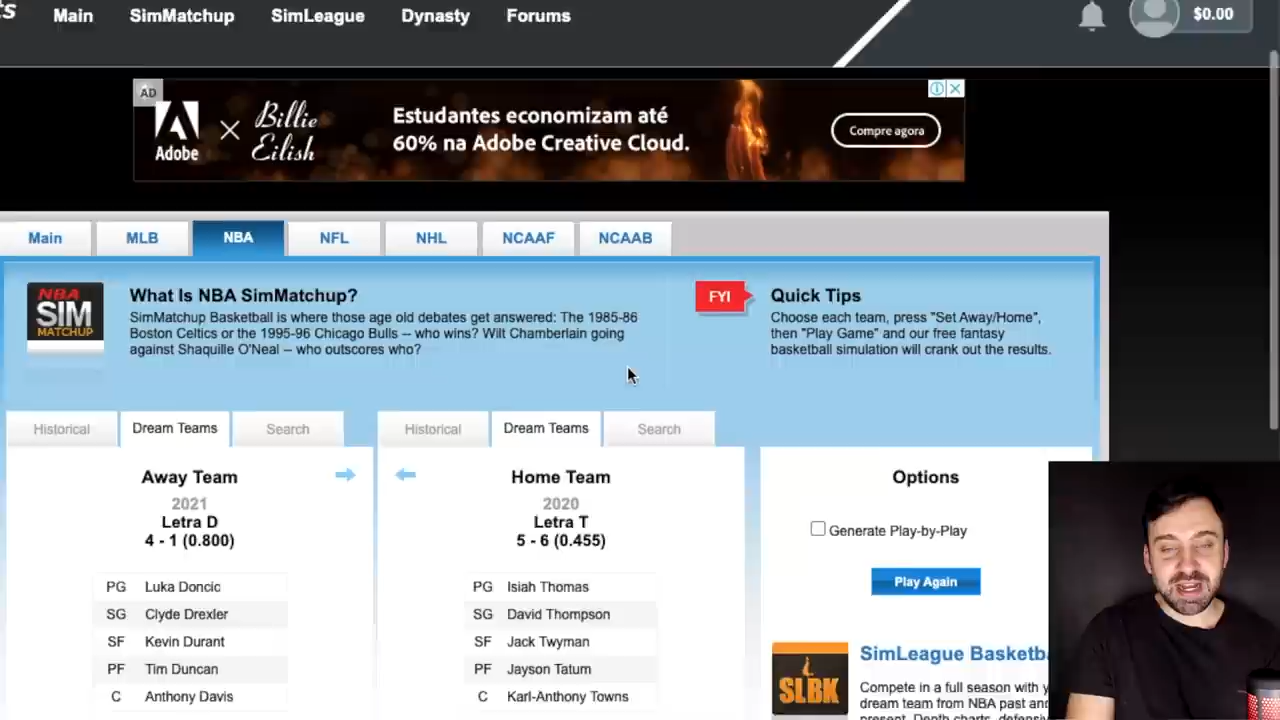 ts
Main SimMatchup SimLeague Dynasty Forums
$0.00
AD
Adobe
Billie
Eilish
Estudantes economizam até
60% na Adobe Creative Cloud.
Compre agora
Main MLB NBA NFL NHL NCAAF NCAAB
NBA
SIM
MATCHUP
What Is NBA SimMatchup?
SimMatchup Basketball is where those age old debates get answered: The 1985-86
Boston Celtics or the 1995-96 Chicago Bulls -- who wins? Wilt Chamberlain going
against Shaquille O'Neal -- who outscores who?
FYI
Quick Tips
Choose each team, press "Set Away/Home",
then "Play Game" and our free fantasy
basketball simulation will crank out the results.
Historical Dream Teams Search
Away Team
2021
Letra D
4 - 1 (0.800)
PG Luka Doncic
SG Clyde Drexler
SF Kevin Durant
PF Tim Duncan
C Anthony Davis
Historical Dream Teams Search
Home Team
2020
Letra T
5 - 6 (0.455)
PG Isiah Thomas
SG David Thompson
SF Jack Twyman
PF Jayson Tatum
C Karl-Anthony Towns
Options
Generate Play-by-Play
Play Again
SLBK
SimLeague Basketba
Compete in a full season with y
dream team from NBA past and
present. Depth charts, defensiv